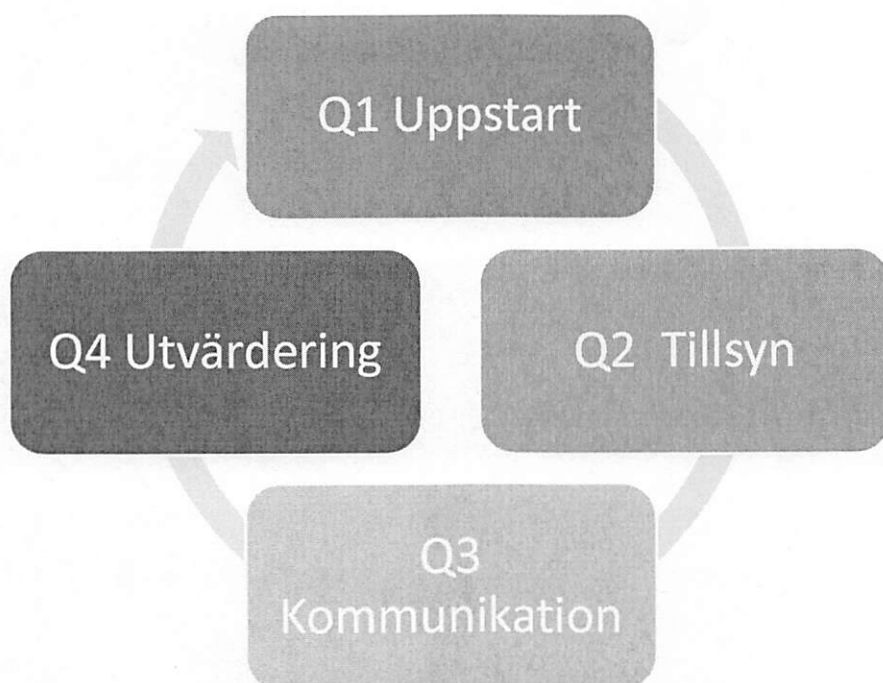 Q1 Uppstart
Q2 Tillsyn
Q3
Kommunikation
Q4 Utvärdering